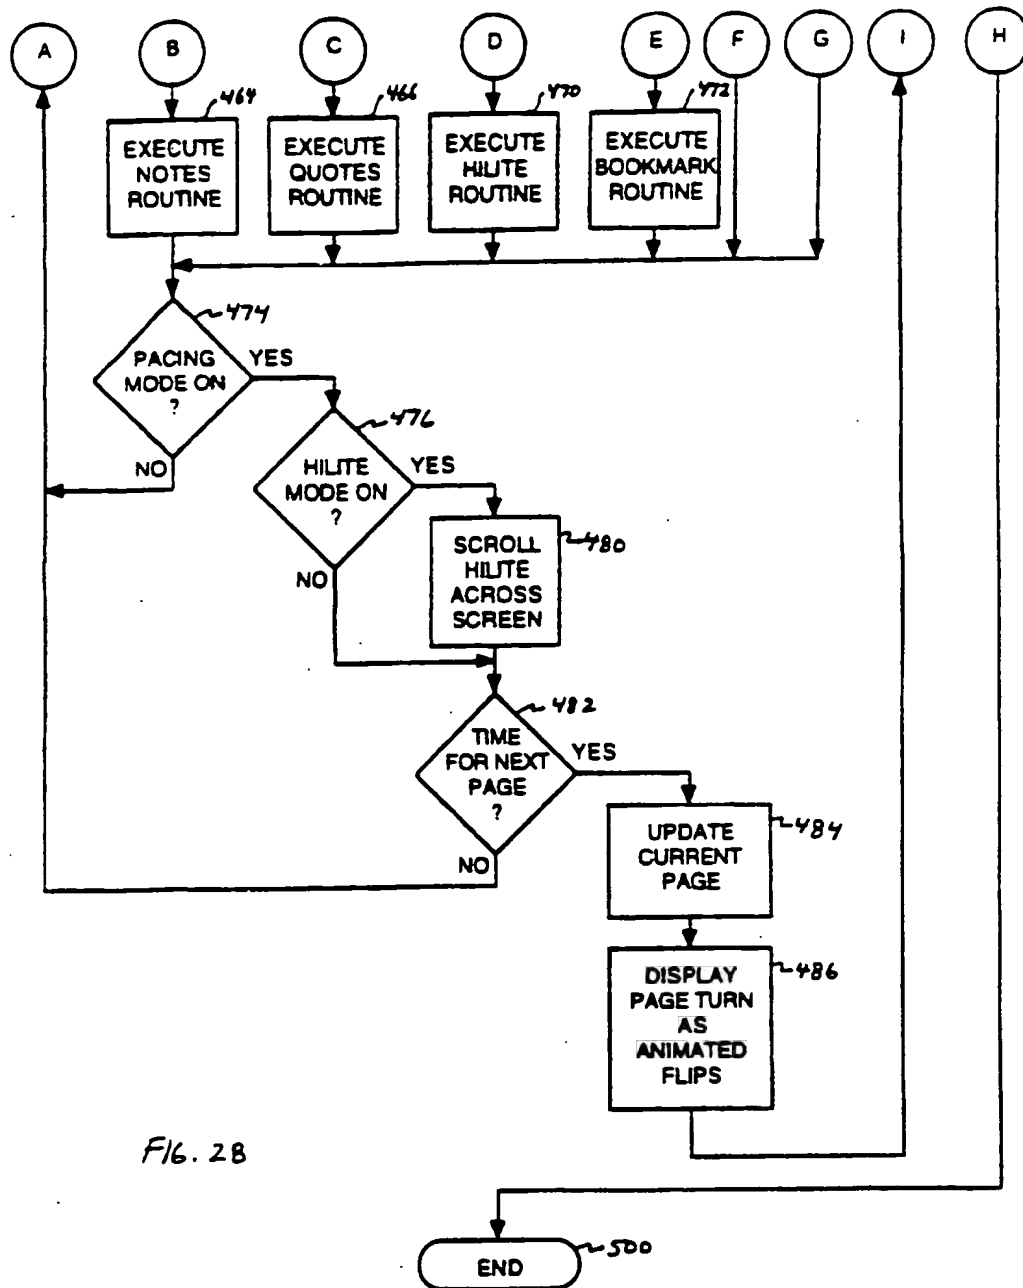 A B C D E F G I H
464 466 470 472
EXECUTE
NOTES
ROUTINE
EXECUTE
QUOTES
ROUTINE
EXECUTE
HILITE
ROUTINE
EXECUTE
BOOKMARK
ROUTINE
474
PACING
MODE ON
?
YES
NO
476
HILITE
MODE ON
?
YES
NO
480
SCROLL
HILITE
ACROSS
SCREEN
482
TIME
FOR NEXT
PAGE
?
YES
NO
484
UPDATE
CURRENT
PAGE
486
DISPLAY
PAGE TURN
AS
ANIMATED
FLIPS
FIG. 2B
500
END